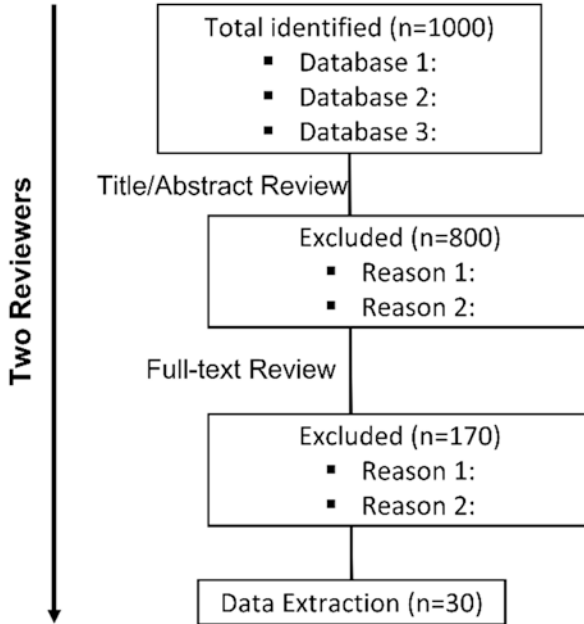 Total identified (n=1000)
▪ Database 1:
▪ Database 2:
▪ Database 3:
Title/Abstract Review
Excluded (n=800)
▪ Reason 1:
▪ Reason 2:
Full-text Review
Excluded (n=170)
▪ Reason 1:
▪ Reason 2:
Data Extraction (n=30)
Two Reviewers